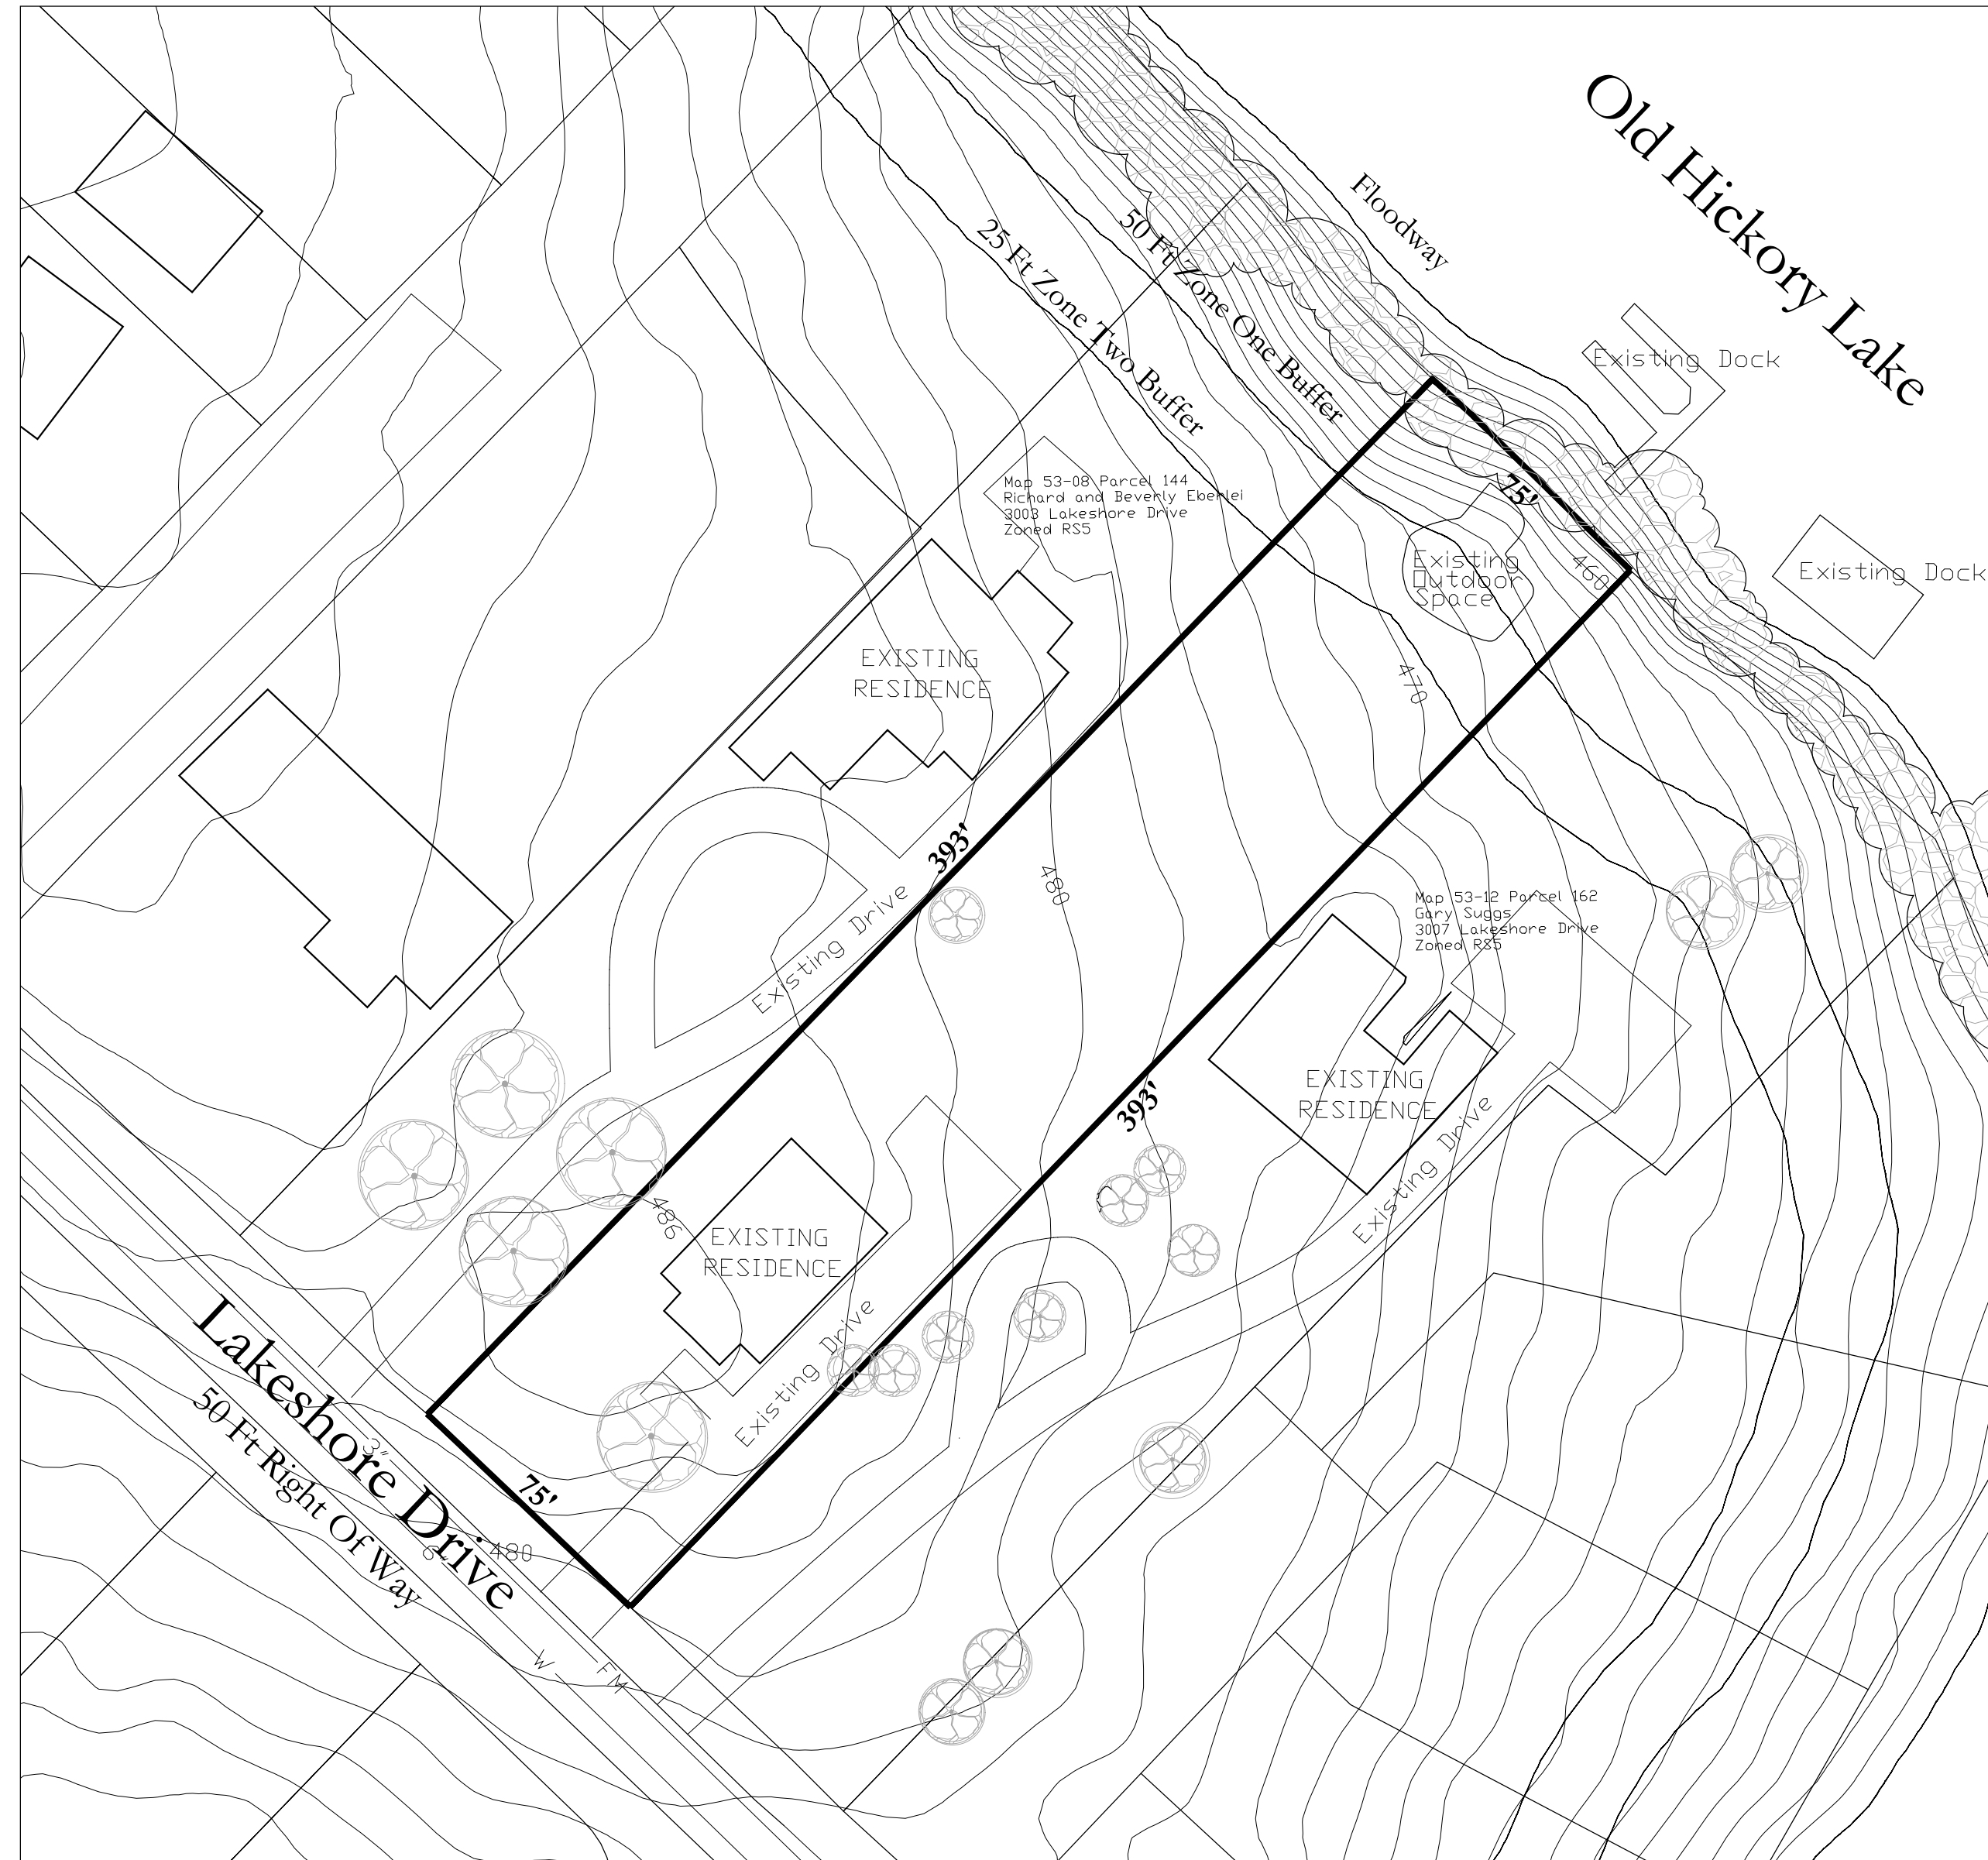 Old Hickory Lake
Floodway
50 Ft Zone One Buffer
25 Ft Zone Two Buffer
Existing Dock
Existing Dock
75'
Map 53-08 Parcel 144
Richard and Beverly Eberlei
3003 Lakeshore Drive
Zoned RS5
Existing
Outdoor
Space
460
470
EXISTING
RESIDENCE
393'
480
Existing Drive
Map 53-12 Parcel 162
Gary Suggs
3007 Lakeshore Drive
Zoned RS5
EXISTING
RESIDENCE
393'
Existing Drive
486
EXISTING
RESIDENCE
Existing Drive
Lakeshore Drive
50 Ft Right Of Way
3"
75'
6"
480
W
FM